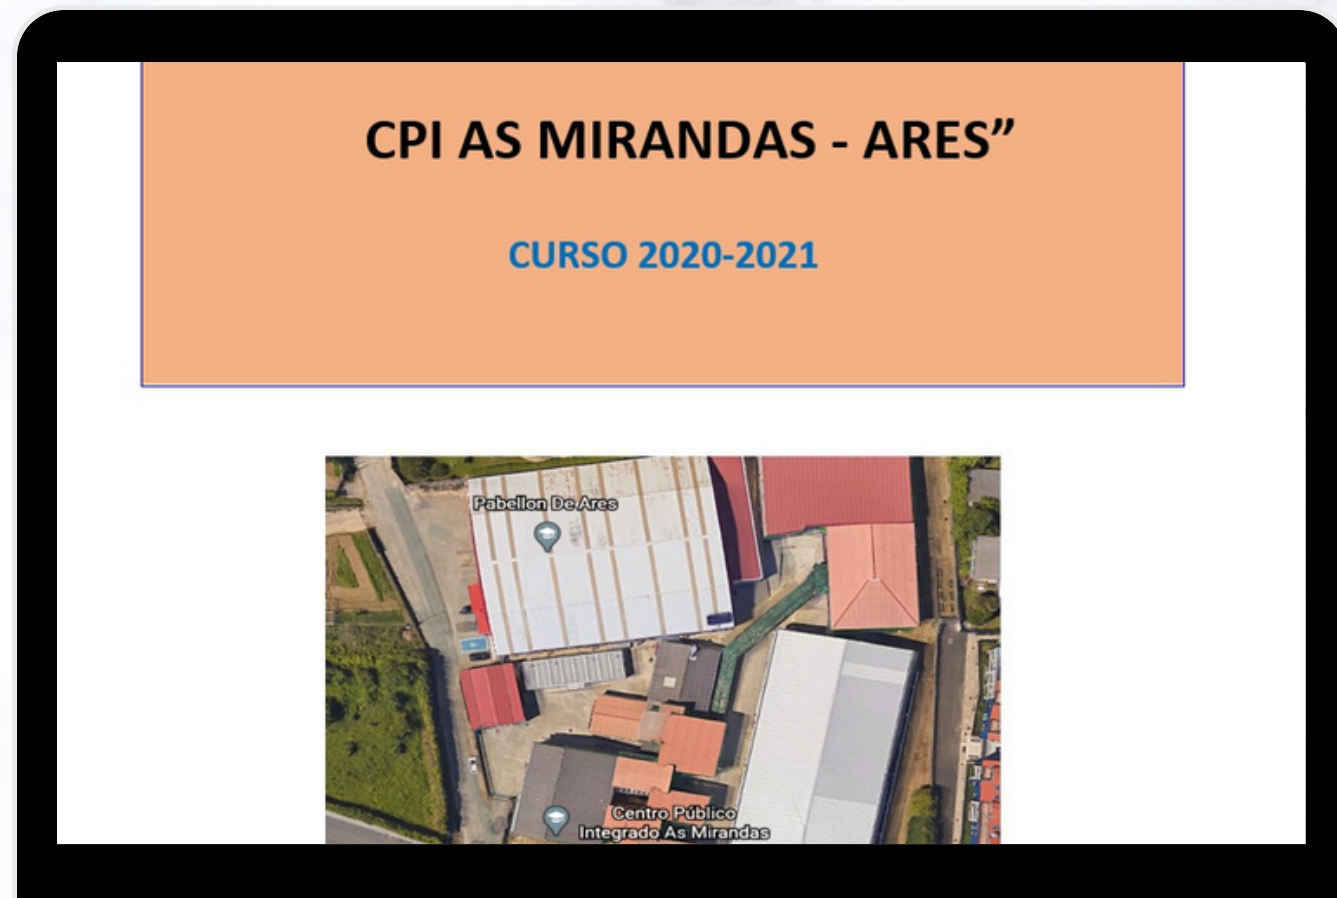 CPI AS MIRANDAS - ARES”
CURSO 2020-2021
Pabellon De Ares
Centro Público
Integrado As Mirandas